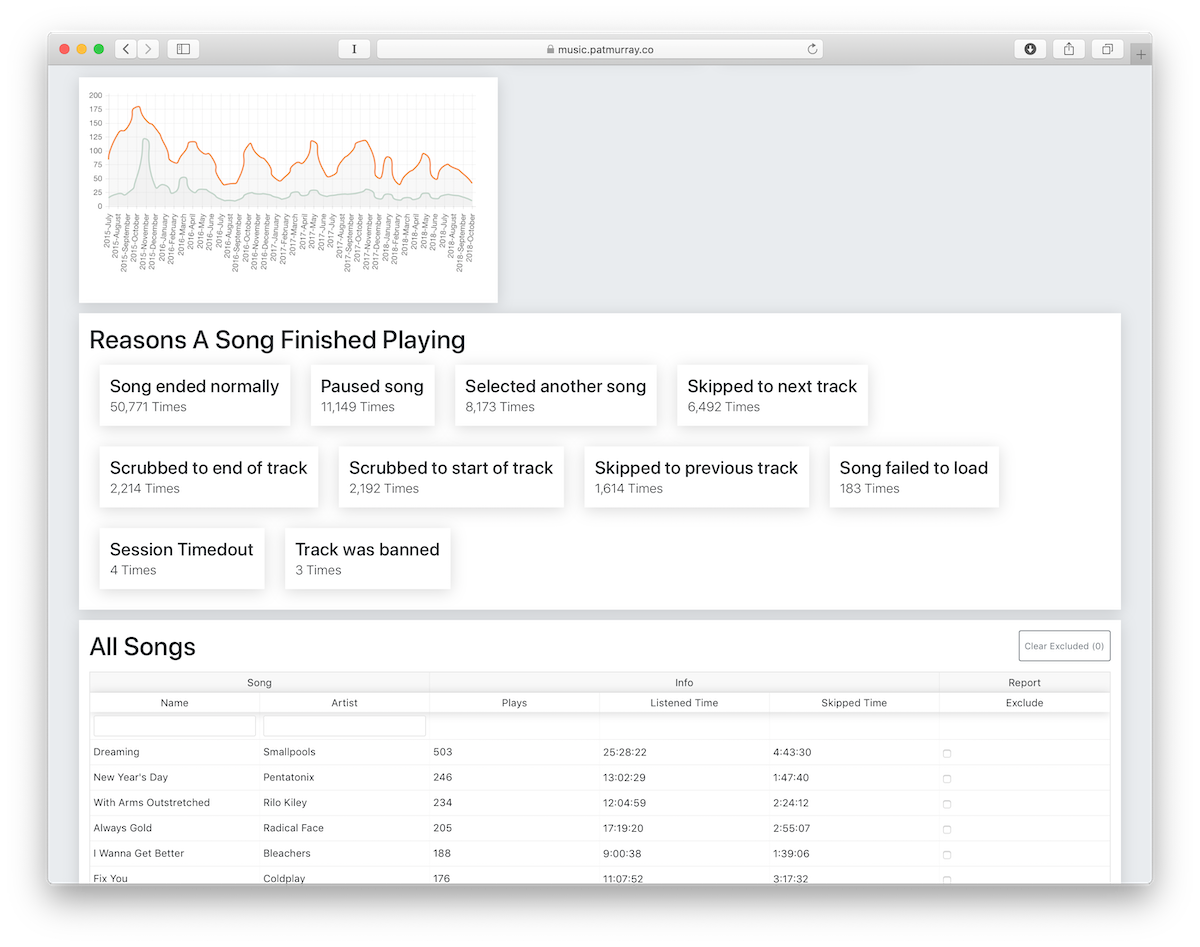 I
music.patmurray.co
200
175
150
125
100
75
50
25
0
2015-July
2015-August
2015-September
2015-October
2015-November
2015-December
2016-January
2016-February
2016-March
2016-April
2016-May
2016-June
2016-July
2016-August
2016-September
2016-October
2016-November
2016-December
2017-January
2017-February
2017-March
2017-April
2017-May
2017-June
2017-July
2017-August
2017-September
2017-October
2017-November
2017-December
2018-January
2018-February
2018-March
2018-April
2018-May
2018-June
2018-July
2018-August
2018-September
2018-October
Reasons A Song Finished Playing
Song ended normally Paused song Selected another song Skipped to next track
50,771 Times 11,149 Times 8,173 Times 6,492 Times
Scrubbed to end of track Scrubbed to start of track Skipped to previous track Song failed to load
2,214 Times 2,192 Times 1,614 Times 183 Times
Session Timedout Track was banned
4 Times 3 Times
All Songs
Clear Excluded (0)
Song Info Report
Name Artist Plays Listened Time Skipped Time Exclude
Dreaming Smallpools 503 25:28:22 4:43:30
New Year's Day Pentatonix 246 13:02:29 1:47:40
With Arms Outstretched Rilo Kiley 234 12:04:59 2:24:12
Always Gold Radical Face 205 17:19:20 2:55:07
I Wanna Get Better Bleachers 188 9:00:38 1:39:06
Fix You Coldplay 176 11:07:52 3:17:32